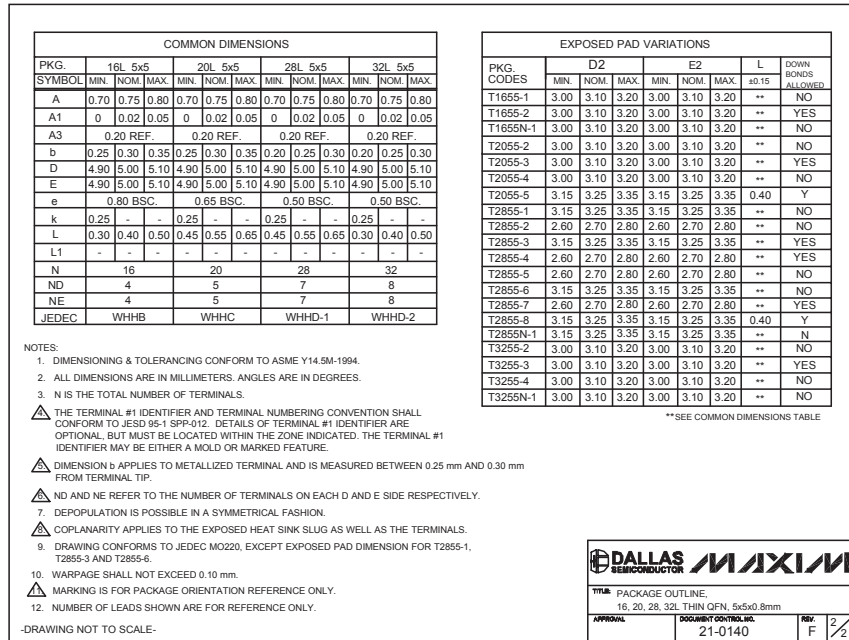 COMMON DIMENSIONS
PKG. 16L 5x5 20L 5x5 28L 5x5 32L 5x5
SYMBOL MIN. NOM. MAX. MIN. NOM. MAX. MIN. NOM. MAX. MIN. NOM. MAX.
A 0.70 0.75 0.80 0.70 0.75 0.80 0.70 0.75 0.80 0.70 0.75 0.80
A1 0 0.02 0.05 0 0.02 0.05 0 0.02 0.05 0 0.02 0.05
A3 0.20 REF. 0.20 REF. 0.20 REF. 0.20 REF.
b 0.25 0.30 0.35 0.25 0.30 0.35 0.20 0.25 0.30 0.20 0.25 0.30
D 4.90 5.00 5.10 4.90 5.00 5.10 4.90 5.00 5.10 4.90 5.00 5.10
E 4.90 5.00 5.10 4.90 5.00 5.10 4.90 5.00 5.10 4.90 5.00 5.10
e 0.80 BSC. 0.65 BSC. 0.50 BSC. 0.50 BSC.
k 0.25 - - 0.25 - - 0.25 - - 0.25 - -
L 0.30 0.40 0.50 0.45 0.55 0.65 0.45 0.55 0.65 0.30 0.40 0.50
L1 - - - - - - - - - - - -
N 16 20 28 32
ND 4 5 7 8
NE 4 5 7 8
JEDEC WHHB WHHC WHHD-1 WHHD-2
EXPOSED PAD VARIATIONS
PKG. CODES D2 E2 L DOWN BONDS ALLOWED
MIN. NOM. MAX. MIN. NOM. MAX. ±0.15
T1655-1 3.00 3.10 3.20 3.00 3.10 3.20 ** NO
T1655-2 3.00 3.10 3.20 3.00 3.10 3.20 ** YES
T1655N-1 3.00 3.10 3.20 3.00 3.10 3.20 ** NO
T2055-2 3.00 3.10 3.20 3.00 3.10 3.20 ** NO
T2055-3 3.00 3.10 3.20 3.00 3.10 3.20 ** YES
T2055-4 3.00 3.10 3.20 3.00 3.10 3.20 ** NO
T2055-5 3.15 3.25 3.35 3.15 3.25 3.35 0.40 Y
T2855-1 3.15 3.25 3.35 3.15 3.25 3.35 ** NO
T2855-2 2.60 2.70 2.80 2.60 2.70 2.80 ** NO
T2855-3 3.15 3.25 3.35 3.15 3.25 3.35 ** YES
T2855-4 2.60 2.70 2.80 2.60 2.70 2.80 ** YES
T2855-5 2.60 2.70 2.80 2.60 2.70 2.80 ** NO
T2855-6 3.15 3.25 3.35 3.15 3.25 3.35 ** NO
T2855-7 2.60 2.70 2.80 2.60 2.70 2.80 ** YES
T2855-8 3.15 3.25 3.35 3.15 3.25 3.35 0.40 Y
T2855N-1 3.15 3.25 3.35 3.15 3.25 3.35 ** N
T3255-2 3.00 3.10 3.20 3.00 3.10 3.20 ** NO
T3255-3 3.00 3.10 3.20 3.00 3.10 3.20 ** YES
T3255-4 3.00 3.10 3.20 3.00 3.10 3.20 ** NO
T3255N-1 3.00 3.10 3.20 3.00 3.10 3.20 ** NO
**SEE COMMON DIMENSIONS TABLE
NOTES:
1. DIMENSIONING & TOLERANCING CONFORM TO ASME Y14.5M-1994.
2. ALL DIMENSIONS ARE IN MILLIMETERS. ANGLES ARE IN DEGREES.
3. N IS THE TOTAL NUMBER OF TERMINALS.
4. THE TERMINAL #1 IDENTIFIER AND TERMINAL NUMBERING CONVENTION SHALL
CONFORM TO JESD 95-1 SPP-012. DETAILS OF TERMINAL #1 IDENTIFIER ARE
OPTIONAL, BUT MUST BE LOCATED WITHIN THE ZONE INDICATED. THE TERMINAL #1
IDENTIFIER MAY BE EITHER A MOLD OR MARKED FEATURE.
5. DIMENSION b APPLIES TO METALLIZED TERMINAL AND IS MEASURED BETWEEN 0.25 mm AND 0.30 mm
FROM TERMINAL TIP.
6. ND AND NE REFER TO THE NUMBER OF TERMINALS ON EACH D AND E SIDE RESPECTIVELY.
7. DEPOPULATION IS POSSIBLE IN A SYMMETRICAL FASHION.
8. COPLANARITY APPLIES TO THE EXPOSED HEAT SINK SLUG AS WELL AS THE TERMINALS.
9. DRAWING CONFORMS TO JEDEC MO220, EXCEPT EXPOSED PAD DIMENSION FOR T2855-1,
T2855-3 AND T2855-6.
10. WARPAGE SHALL NOT EXCEED 0.10 mm.
11. MARKING IS FOR PACKAGE ORIENTATION REFERENCE ONLY.
12. NUMBER OF LEADS SHOWN ARE FOR REFERENCE ONLY.
-DRAWING NOT TO SCALE-
DALLAS SEMICONDUCTOR MAXIM
TITLE: PACKAGE OUTLINE,
16, 20, 28, 32L THIN QFN, 5x5x0.8mm
APPROVAL DOCUMENT CONTROL NO. REV.
21-0140 F 2/2